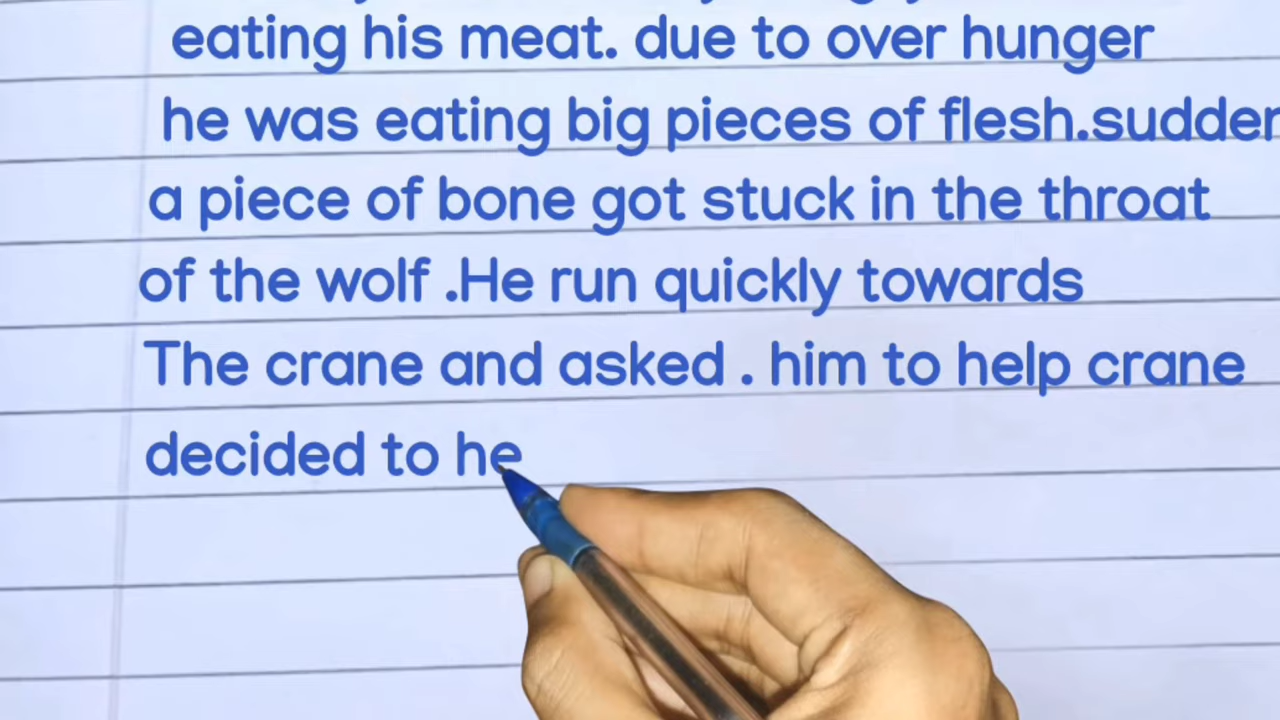 eating his meat. due to over hunger
he was eating big pieces of flesh.
a piece of bone got stuck in the throat
of the wolf .He run quickly towards
The crane and asked . him to help crane
decided to he